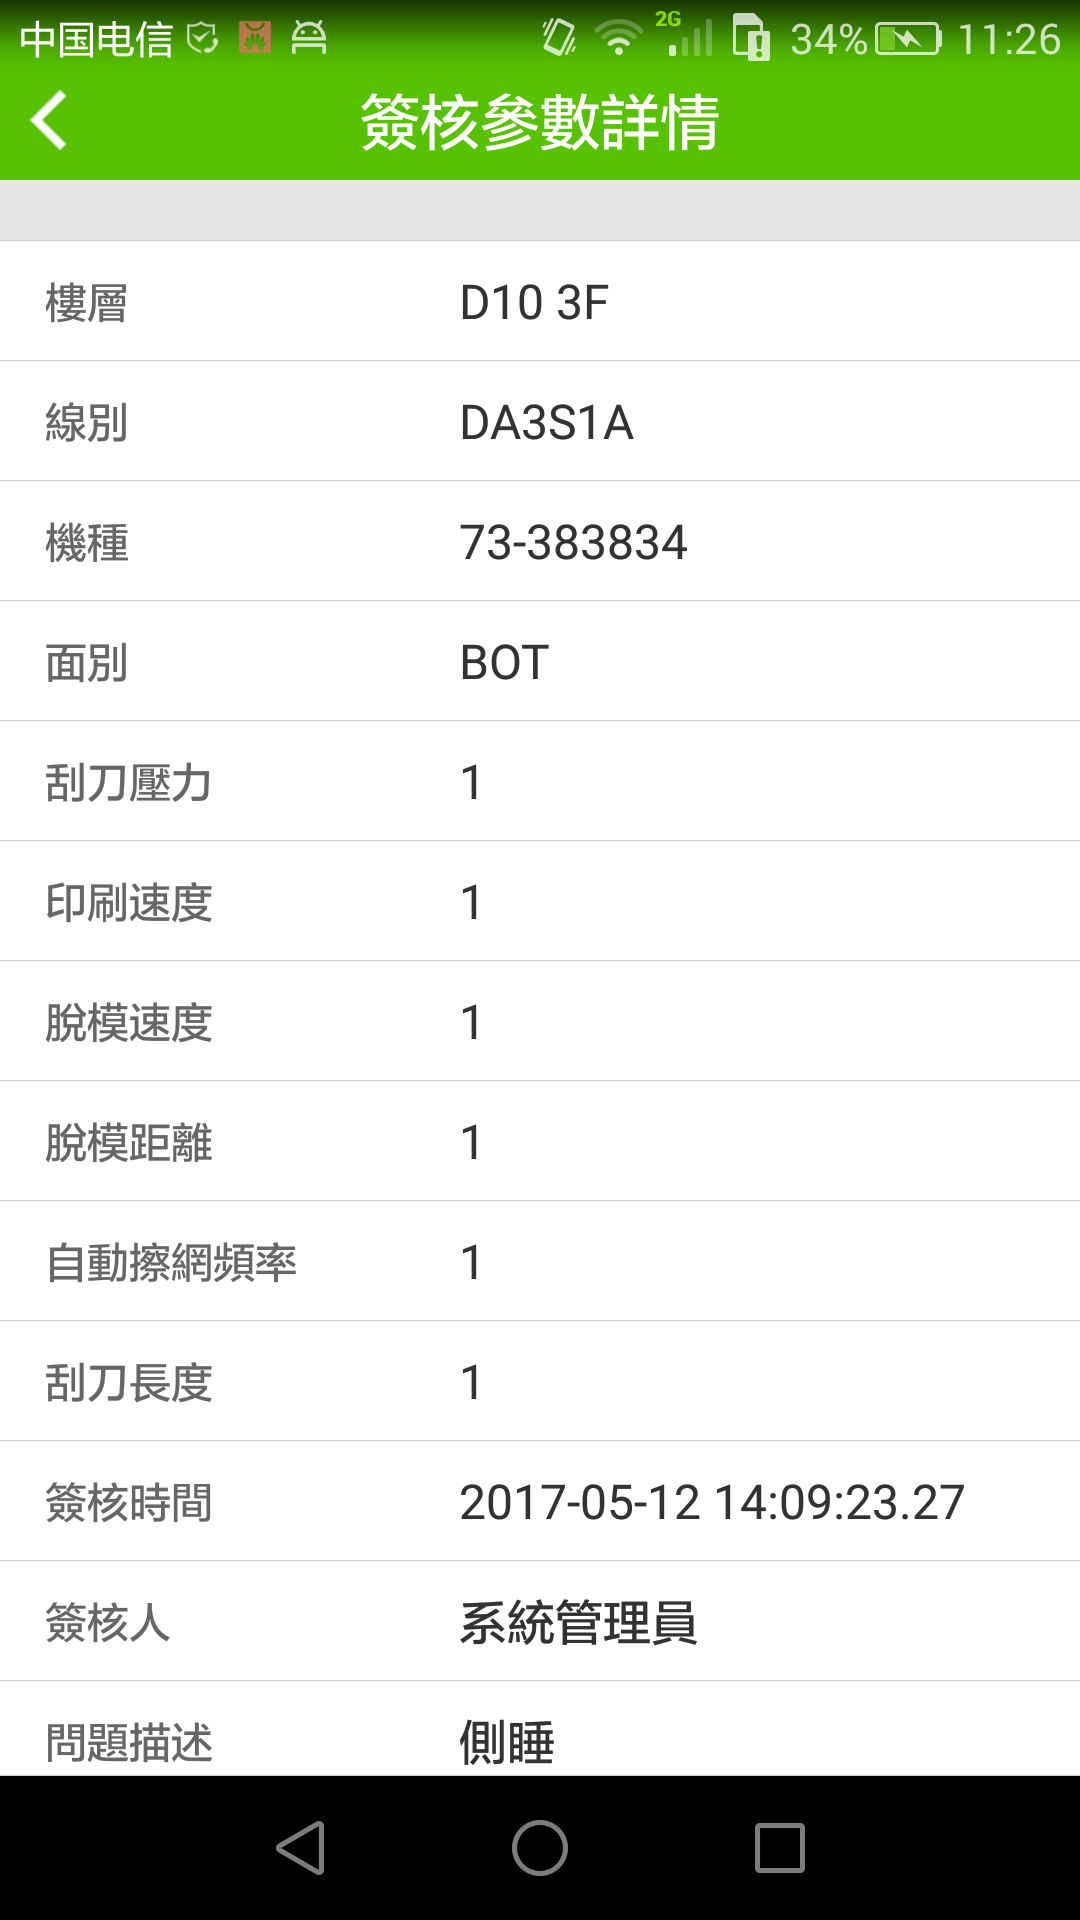 中国电信 2G 34% 11:26
簽核參數詳情
樓層 D10 3F
線別 DA3S1A
機種 73-383834
面別 BOT
刮刀壓力 1
印刷速度 1
脫模速度 1
脫模距離 1
自動擦網頻率 1
刮刀長度 1
簽核時間 2017-05-12 14:09:23.27
簽核人 系統管理員
問題描述 側睡